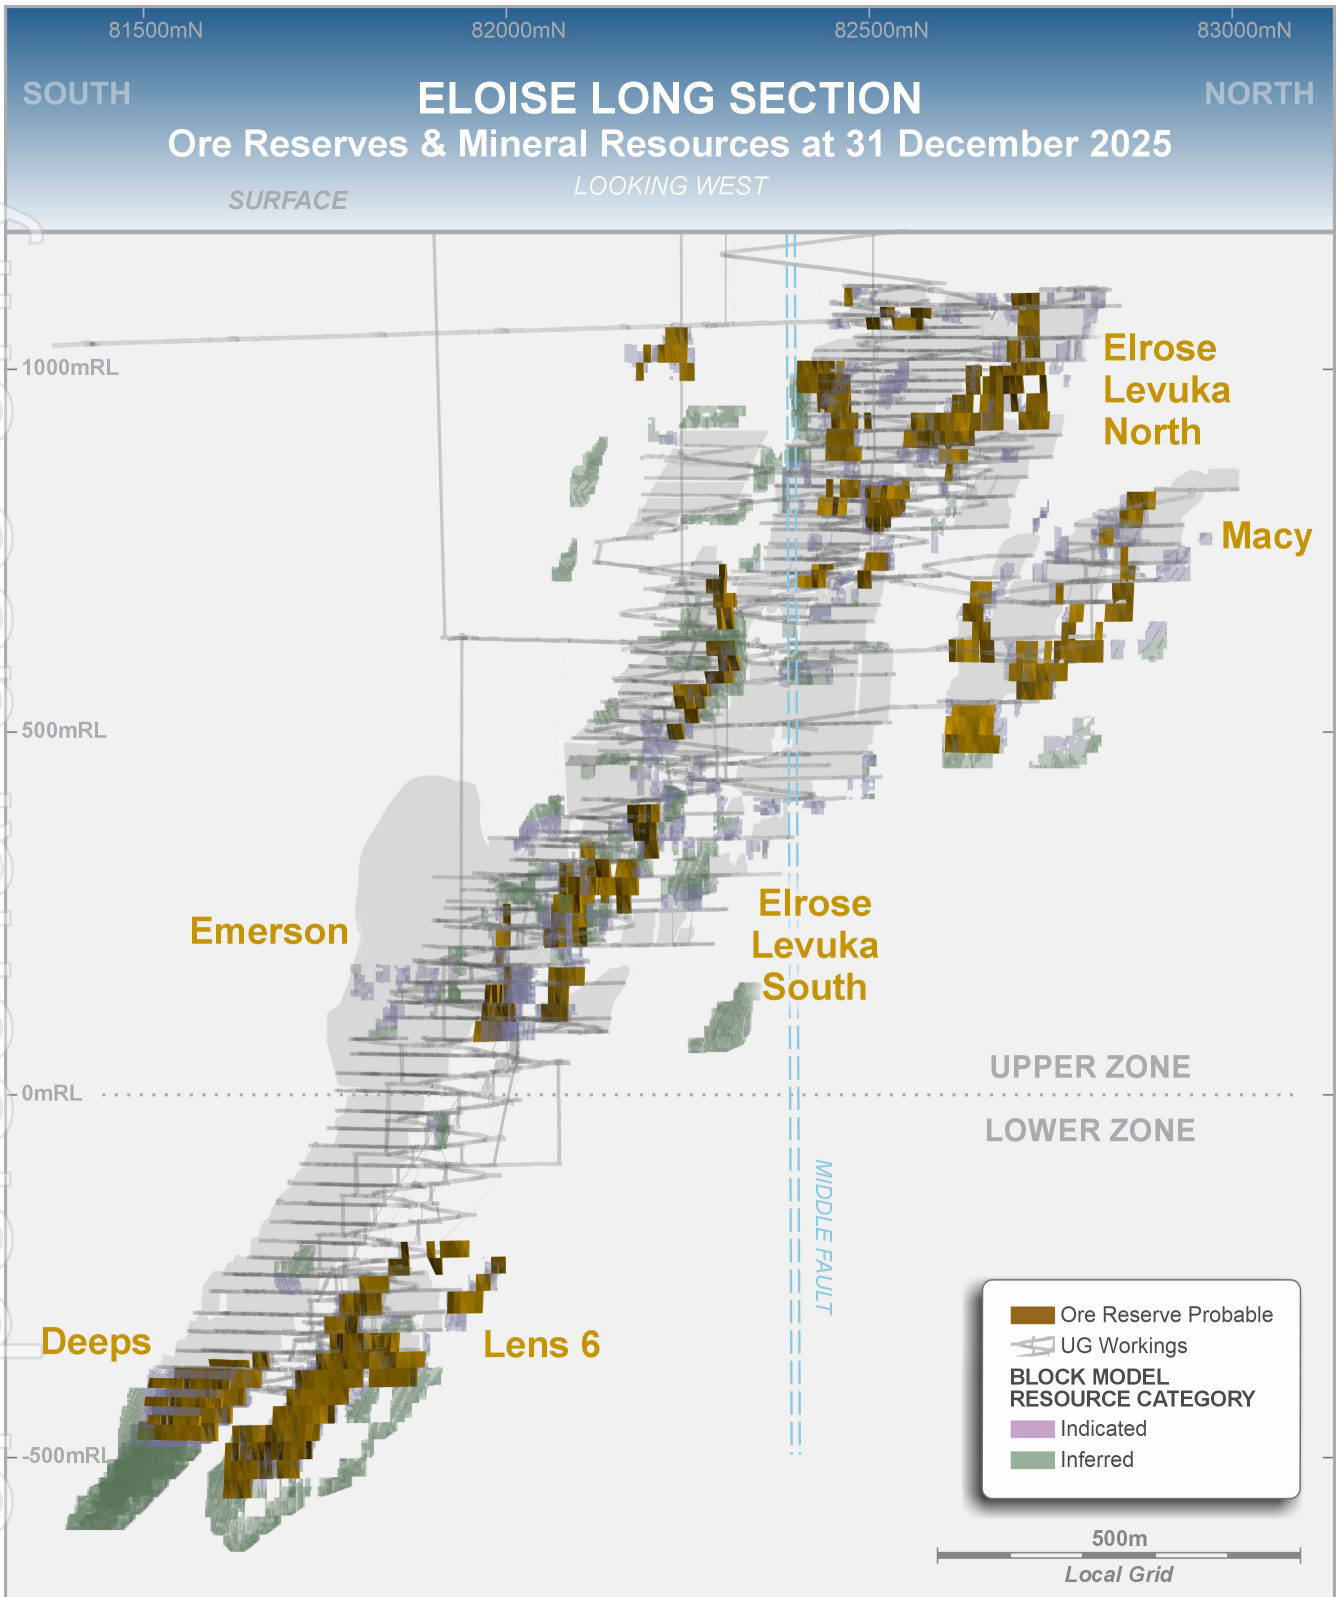 81500mN 82000mN 82500mN 83000mN
SOUTH
NORTH
ELOISE LONG SECTION
Ore Reserves & Mineral Resources at 31 December 2025
LOOKING WEST
SURFACE
1000mRL
Elrose
Levuka
North
Macy
500mRL
Emerson
Elrose
Levuka
South
UPPER ZONE
0mRL
LOWER ZONE
MIDDLE FAULT
Deeps
Lens 6
-500mRL
Ore Reserve Probable
UG Workings
BLOCK MODEL
RESOURCE CATEGORY
Indicated
Inferred
500m
Local Grid